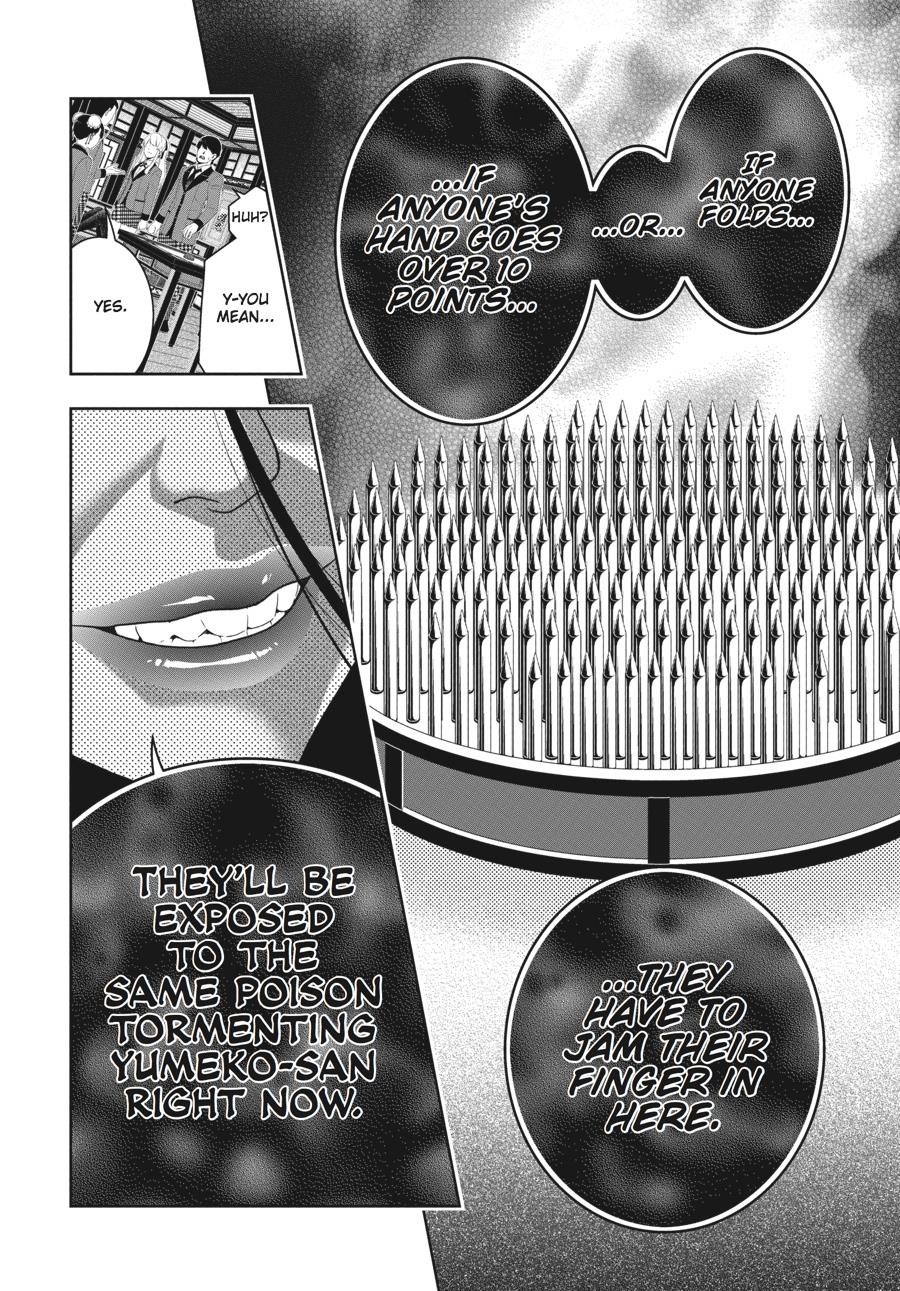 IF
ANYONE
FOLDS...
...OR...
...IF
ANYONE'S
HAND GOES
OVER 10
POINTS...
...THEY
HAVE TO
JAM THEIR
FINGER IN
HERE.
HUH?
Y-YOU
MEAN...
YES.
THEY'LL BE
EXPOSED
TO THE
SAME POISON
TORMENTING
YUMEKO-SAN
RIGHT NOW.